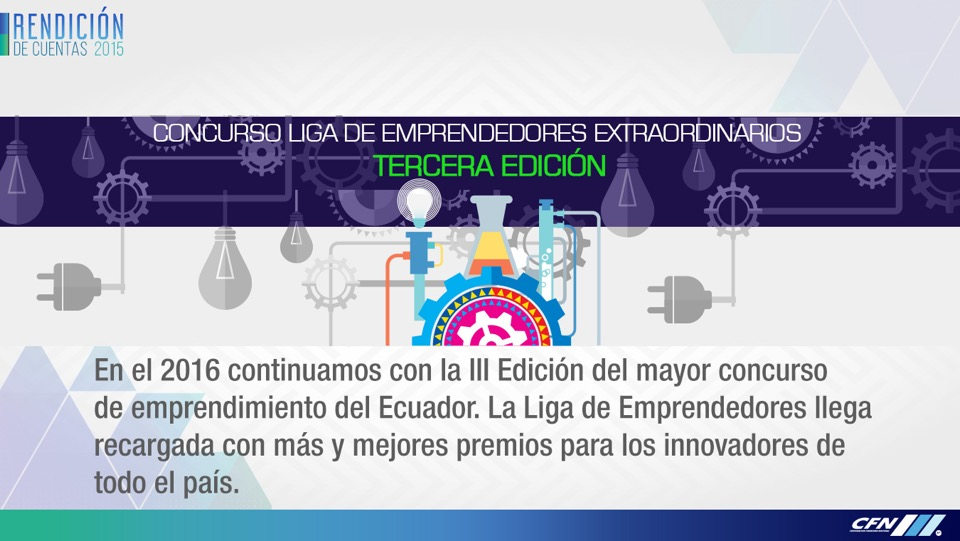 RENDICIÓN
DE CUENTAS 2015
CONCURSO LIGA DE EMPRENDEDORES EXTRAORDINARIOS
TERCERA EDICIÓN
En el 2016 continuamos con la III Edición del mayor concurso
de emprendimiento del Ecuador. La Liga de Emprendedores llega
recargada con más y mejores premios para los innovadores de
todo el país.
CFN